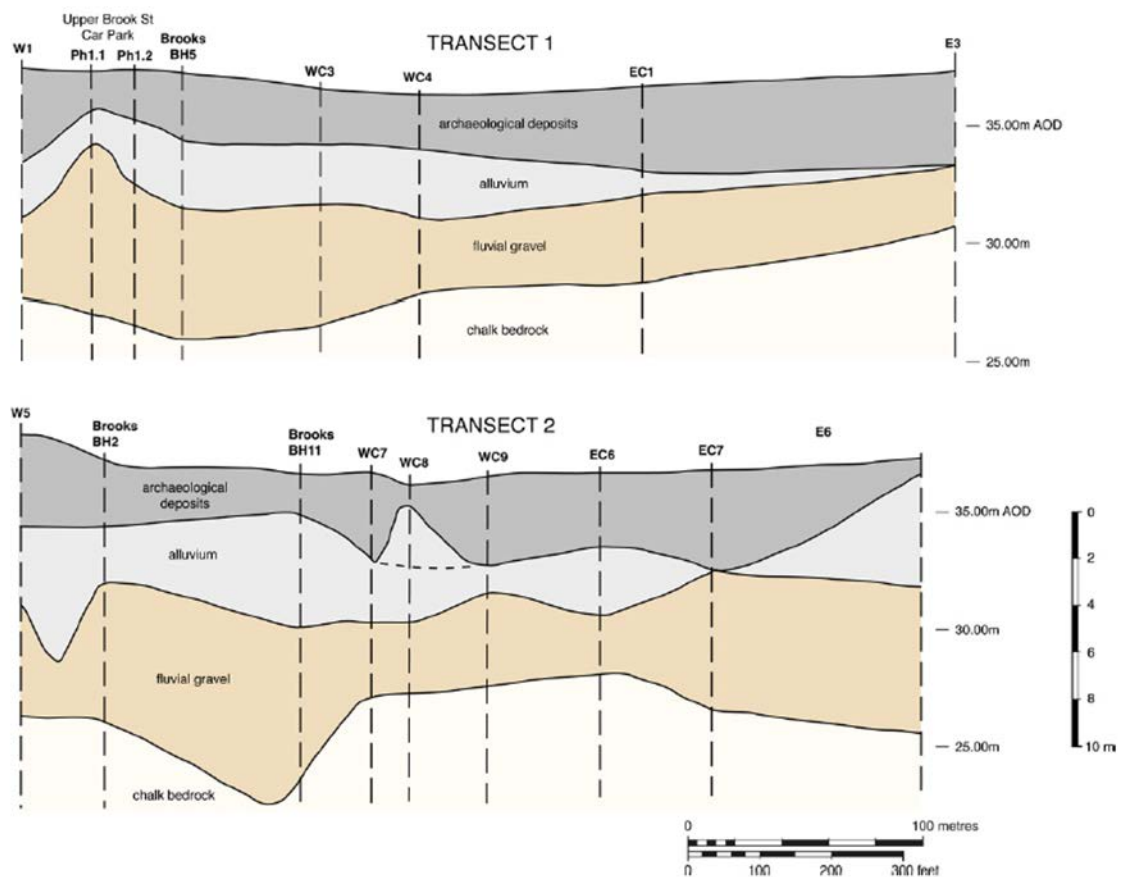 Upper Brook St
Car Park
W1
Ph1.1
Ph1.2
Brooks
BH5
TRANSECT 1
WC3
WC4
EC1
E3
archaeological deposits
35.00m AOD
alluvium
fluvial gravel
30.00m
chalk bedrock
25.00m
W5
Brooks
BH2
Brooks
BH11
TRANSECT 2
WC7
WC8
WC9
EC6
EC7
E6
archaeological
deposits
35.00m AOD
alluvium
30.00m
fluvial gravel
25.00m
chalk bedrock
0
2
4
6
8
10 m
0 100 metres
0 100 200 300 feet